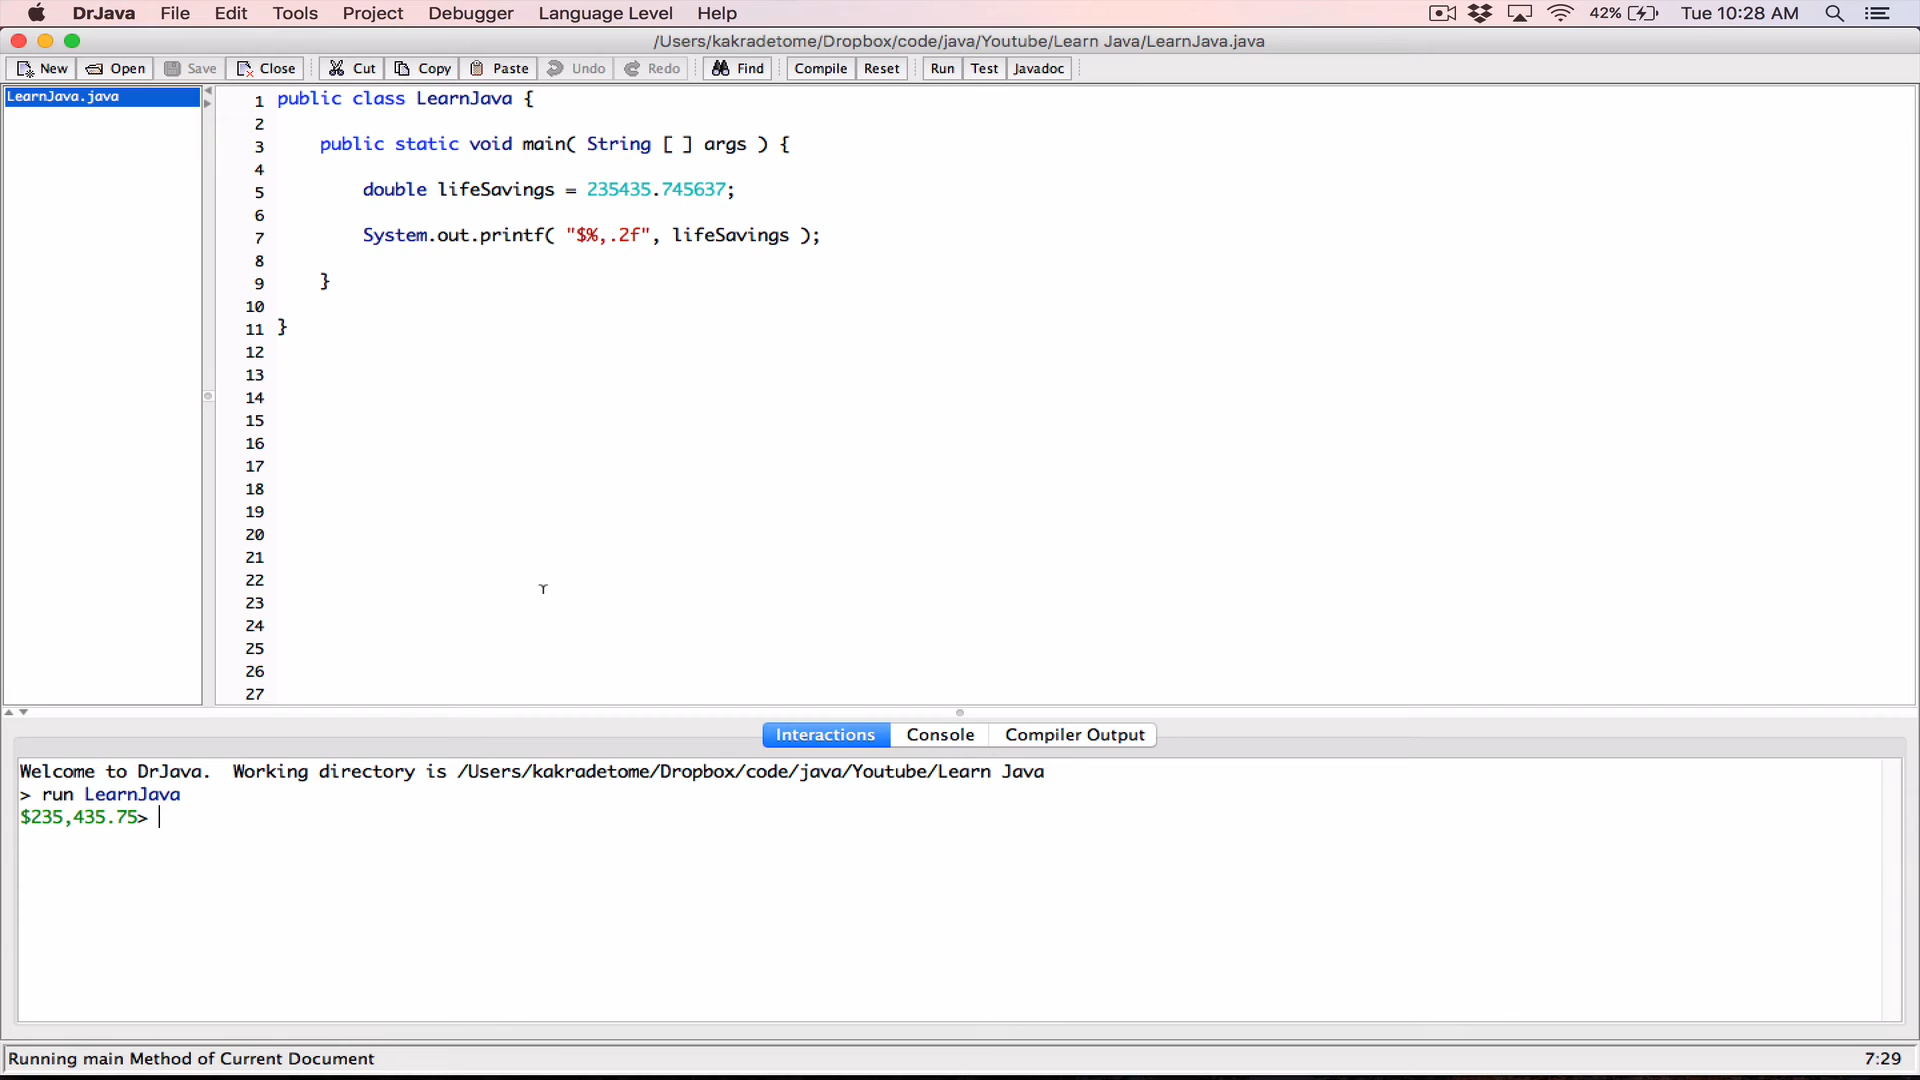 DrJava File Edit Tools Project Debugger Language Level Help 42% Tue 10:28 AM
/Users/kakradetome/Dropbox/code/java/Youtube/Learn Java/LearnJava.java
New Open Save Close Cut Copy Paste Undo Redo Find Compile Reset Run Test Javadoc
LearnJava.java
1 public class LearnJava {
2
3 public static void main( String [ ] args ) {
4
5 double lifeSavings = 235435.745637;
6
7 System.out.printf( "$%,.2f", lifeSavings );
8
9 }
10
11 }
12
13
14
15
16
17
18
19
20
21
22
23
24
25
26
27
Interactions Console Compiler Output
Welcome to DrJava.  Working directory is /Users/kakradetome/Dropbox/code/java/Youtube/Learn Java
> run LearnJava
$235,435.75>
Running main Method of Current Document 7:29